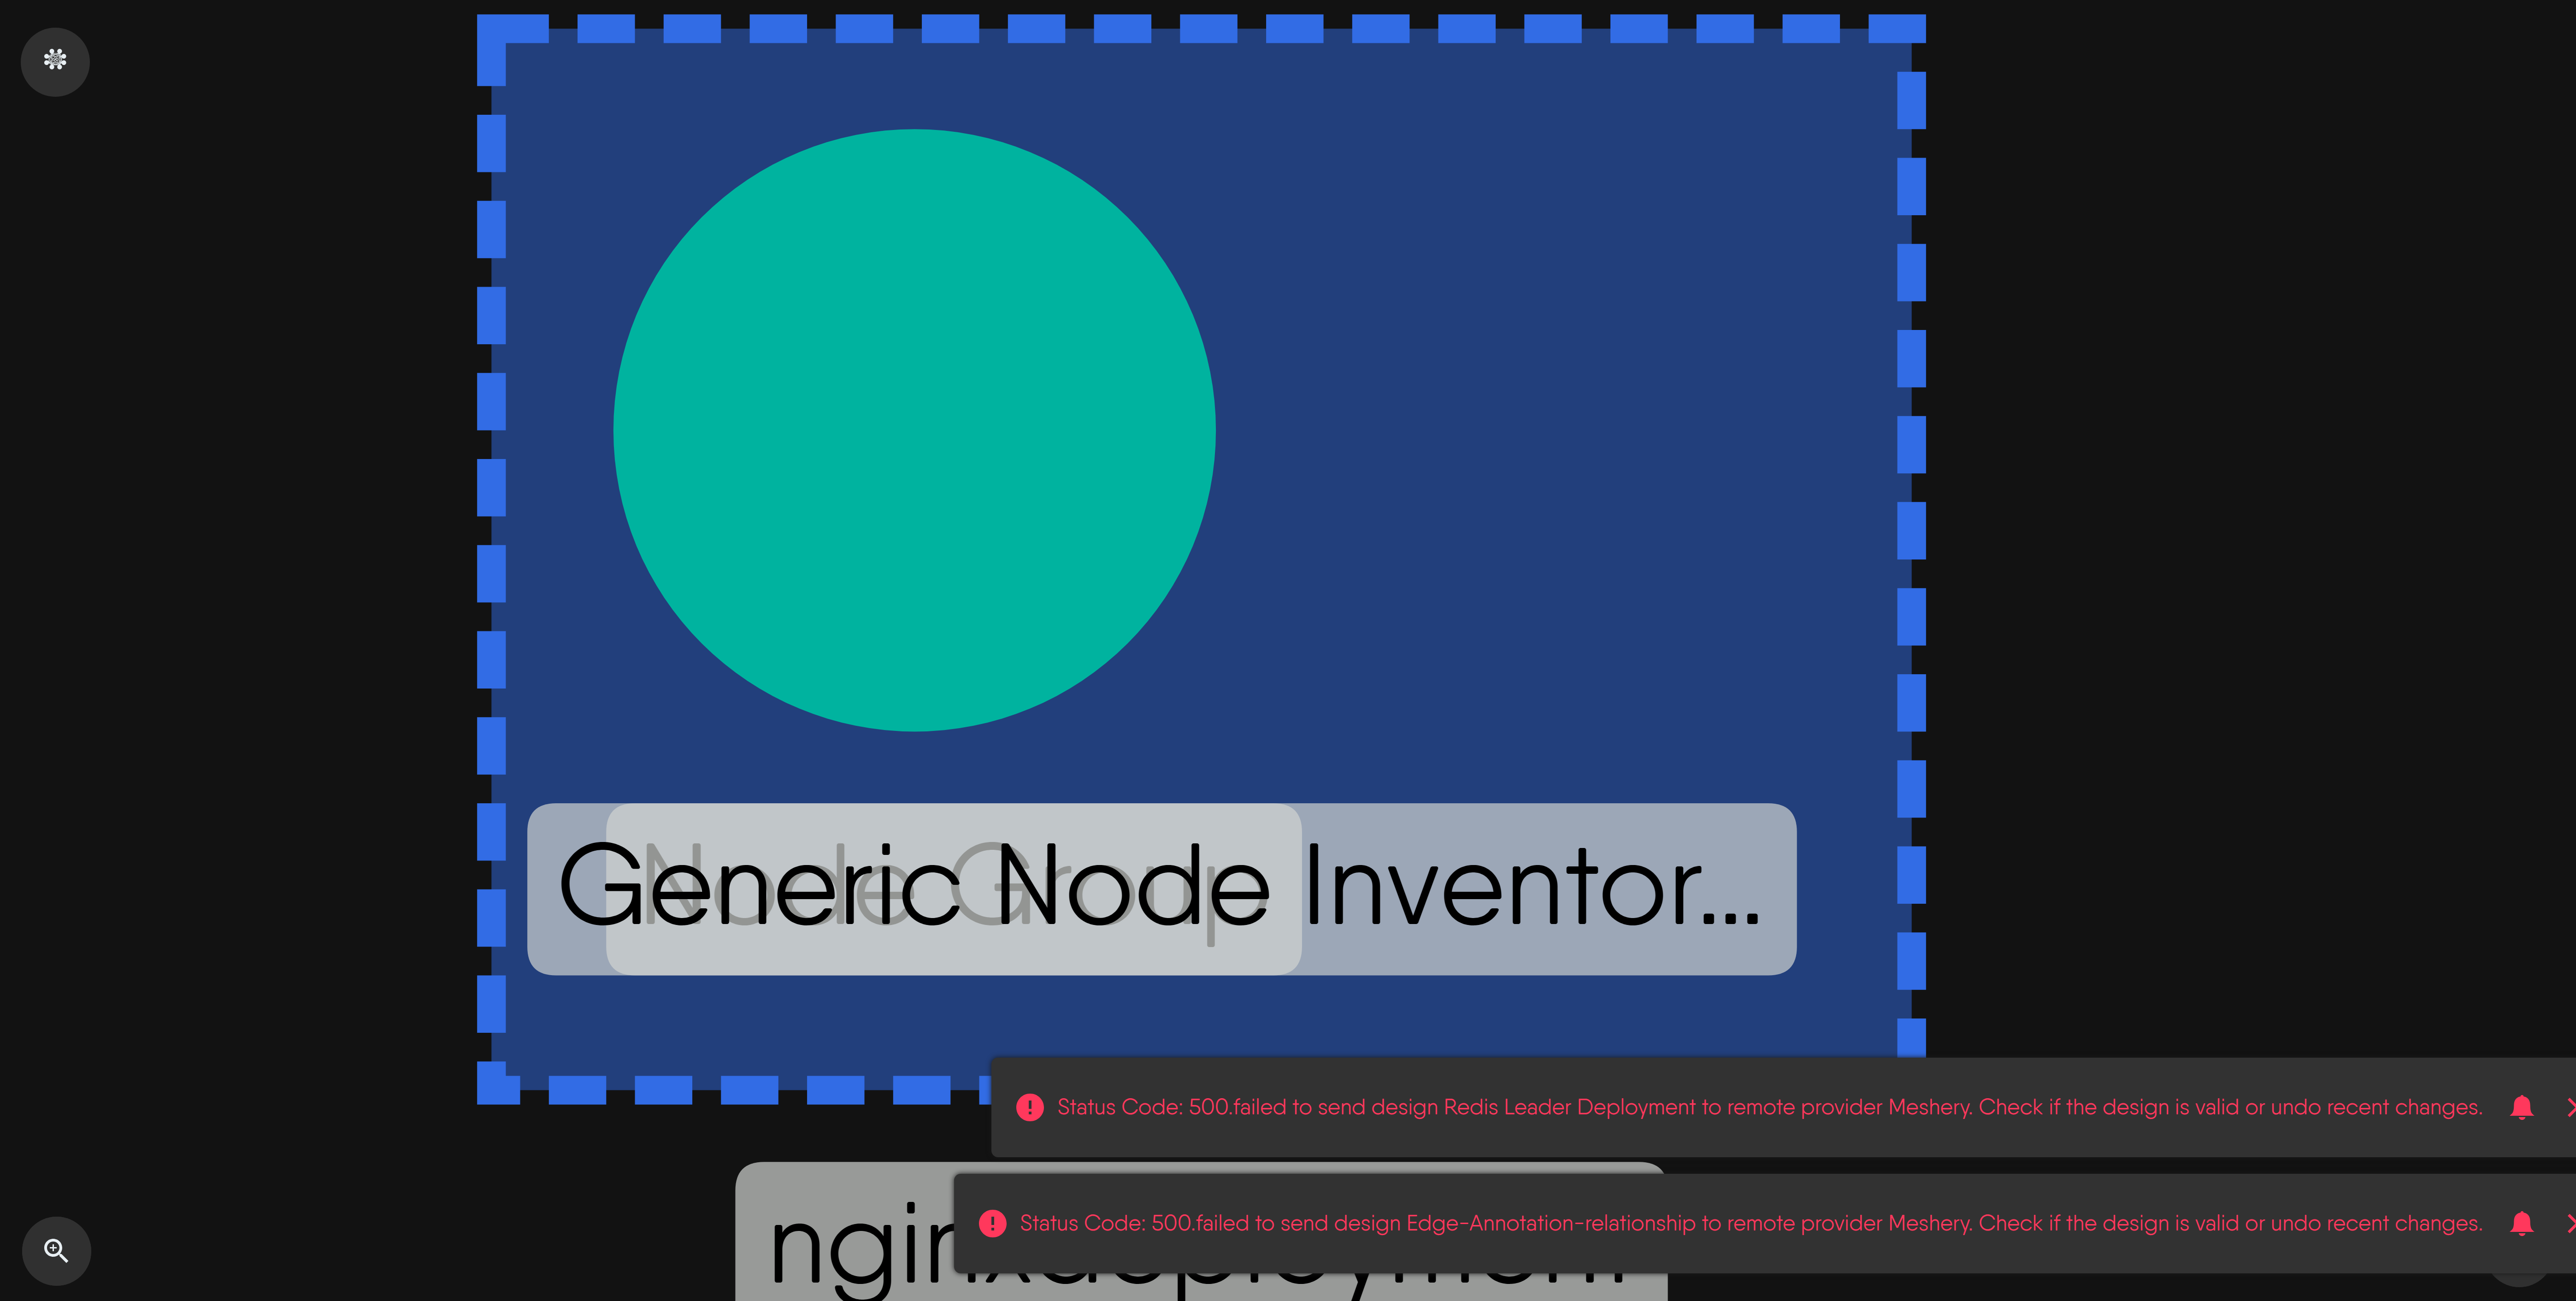 Node Group
Generic Node Inventor...
Status Code: 500.failed to send design Redis Leader Deployment to remote provider Meshery. Check if the design is valid or undo recent changes.
Status Code: 500.failed to send design Edge-Annotation-relationship to remote provider Meshery. Check if the design is valid or undo recent changes.